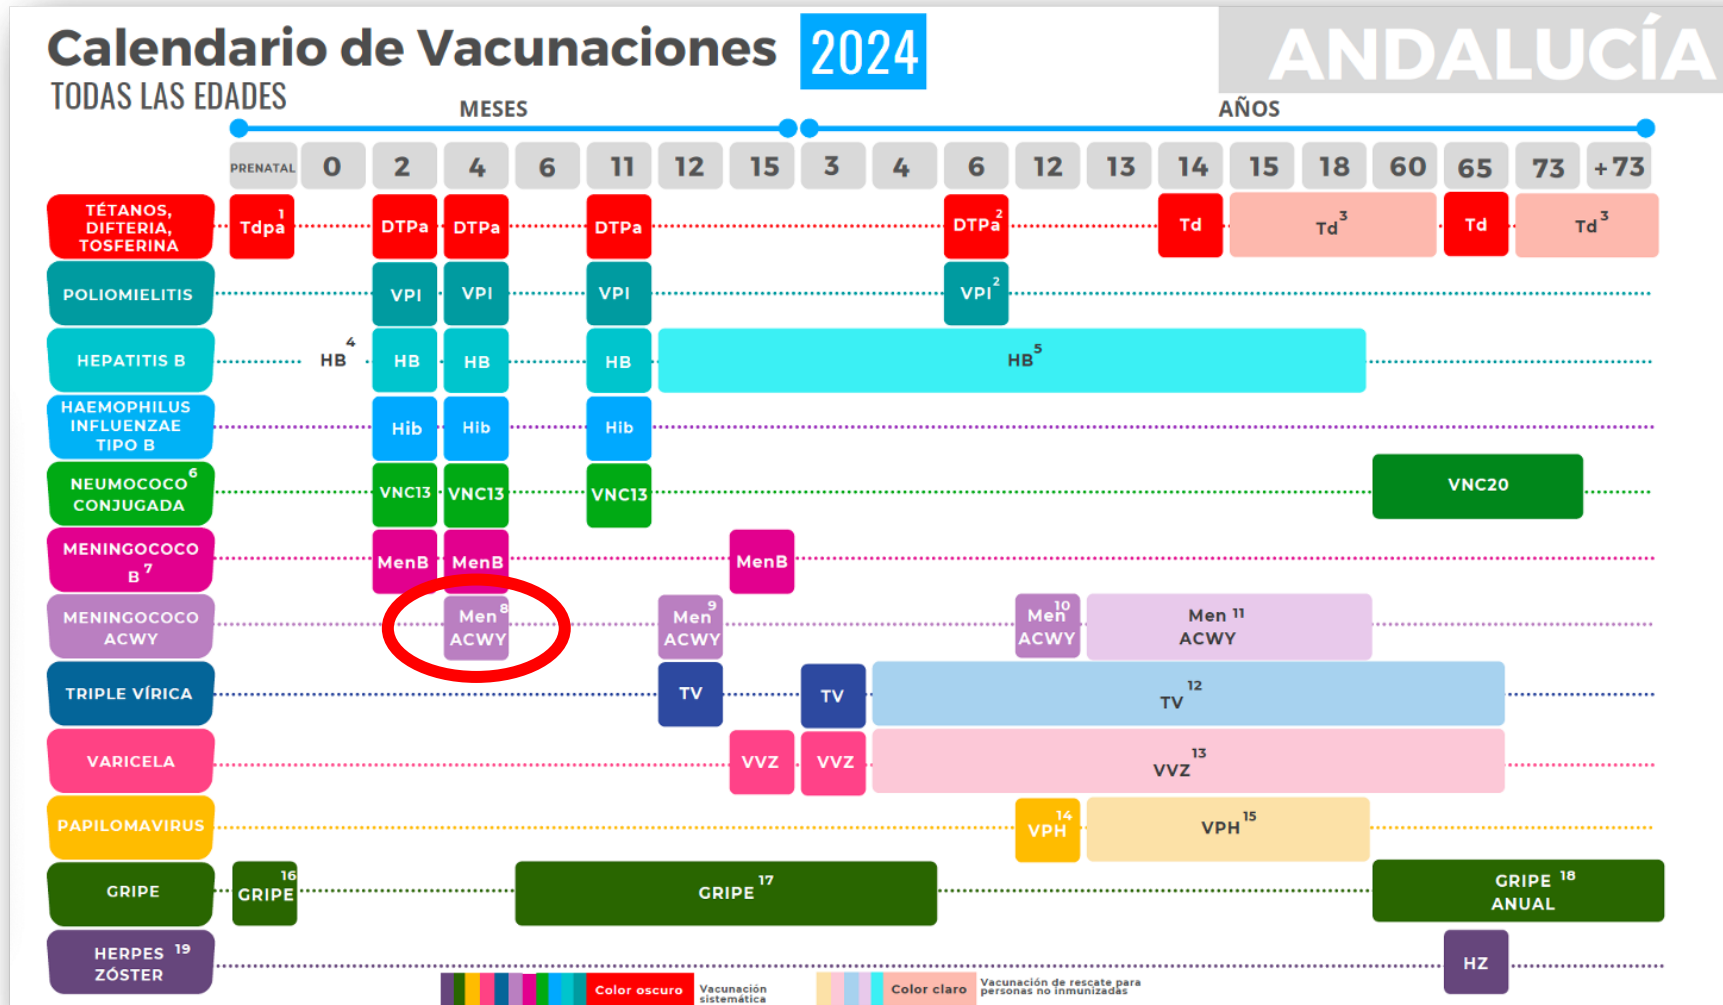 Calendario de Vacunaciones 2024
ANDALUCÍA
TODAS LAS EDADES
MESES
AÑOS
PRENATAL 0 2 4 6 11 12 15 3 4 6 12 13 14 15 18 60 65 73 +73
TÉTANOS,
DIFTERIA,
TOSFERINA
Tdpa 1 DTPa DTPa DTPa DTPa 2 Td Td 3 Td Td 3
POLIOMIELITIS VPI VPI VPI VPI 2
HEPATITIS B HB 4 HB HB HB HB 5
HAEMOPHILUS
INFLUENZAE
TIPO B
Hib Hib Hib
NEUMOCOCO 6
CONJUGADA
VNC13 VNC13 VNC13 VNC20
MENINGOCOCO
B 7
MenB MenB MenB
MENINGOCOCO
ACWY
Men 8
ACWY
Men 9
ACWY
Men 10
ACWY
Men 11
ACWY
TRIPLE VÍRICA TV TV TV 12
VARICELA VVZ VVZ VVZ 13
PAPILOMAVIRUS VPH 14 VPH 15
GRIPE GRIPE 16 GRIPE 17
GRIPE 18
ANUAL
HERPES 19
ZÓSTER
HZ
Color oscuro
Vacunación
sistemática
Color claro
Vacunación de rescate para
personas no inmunizadas